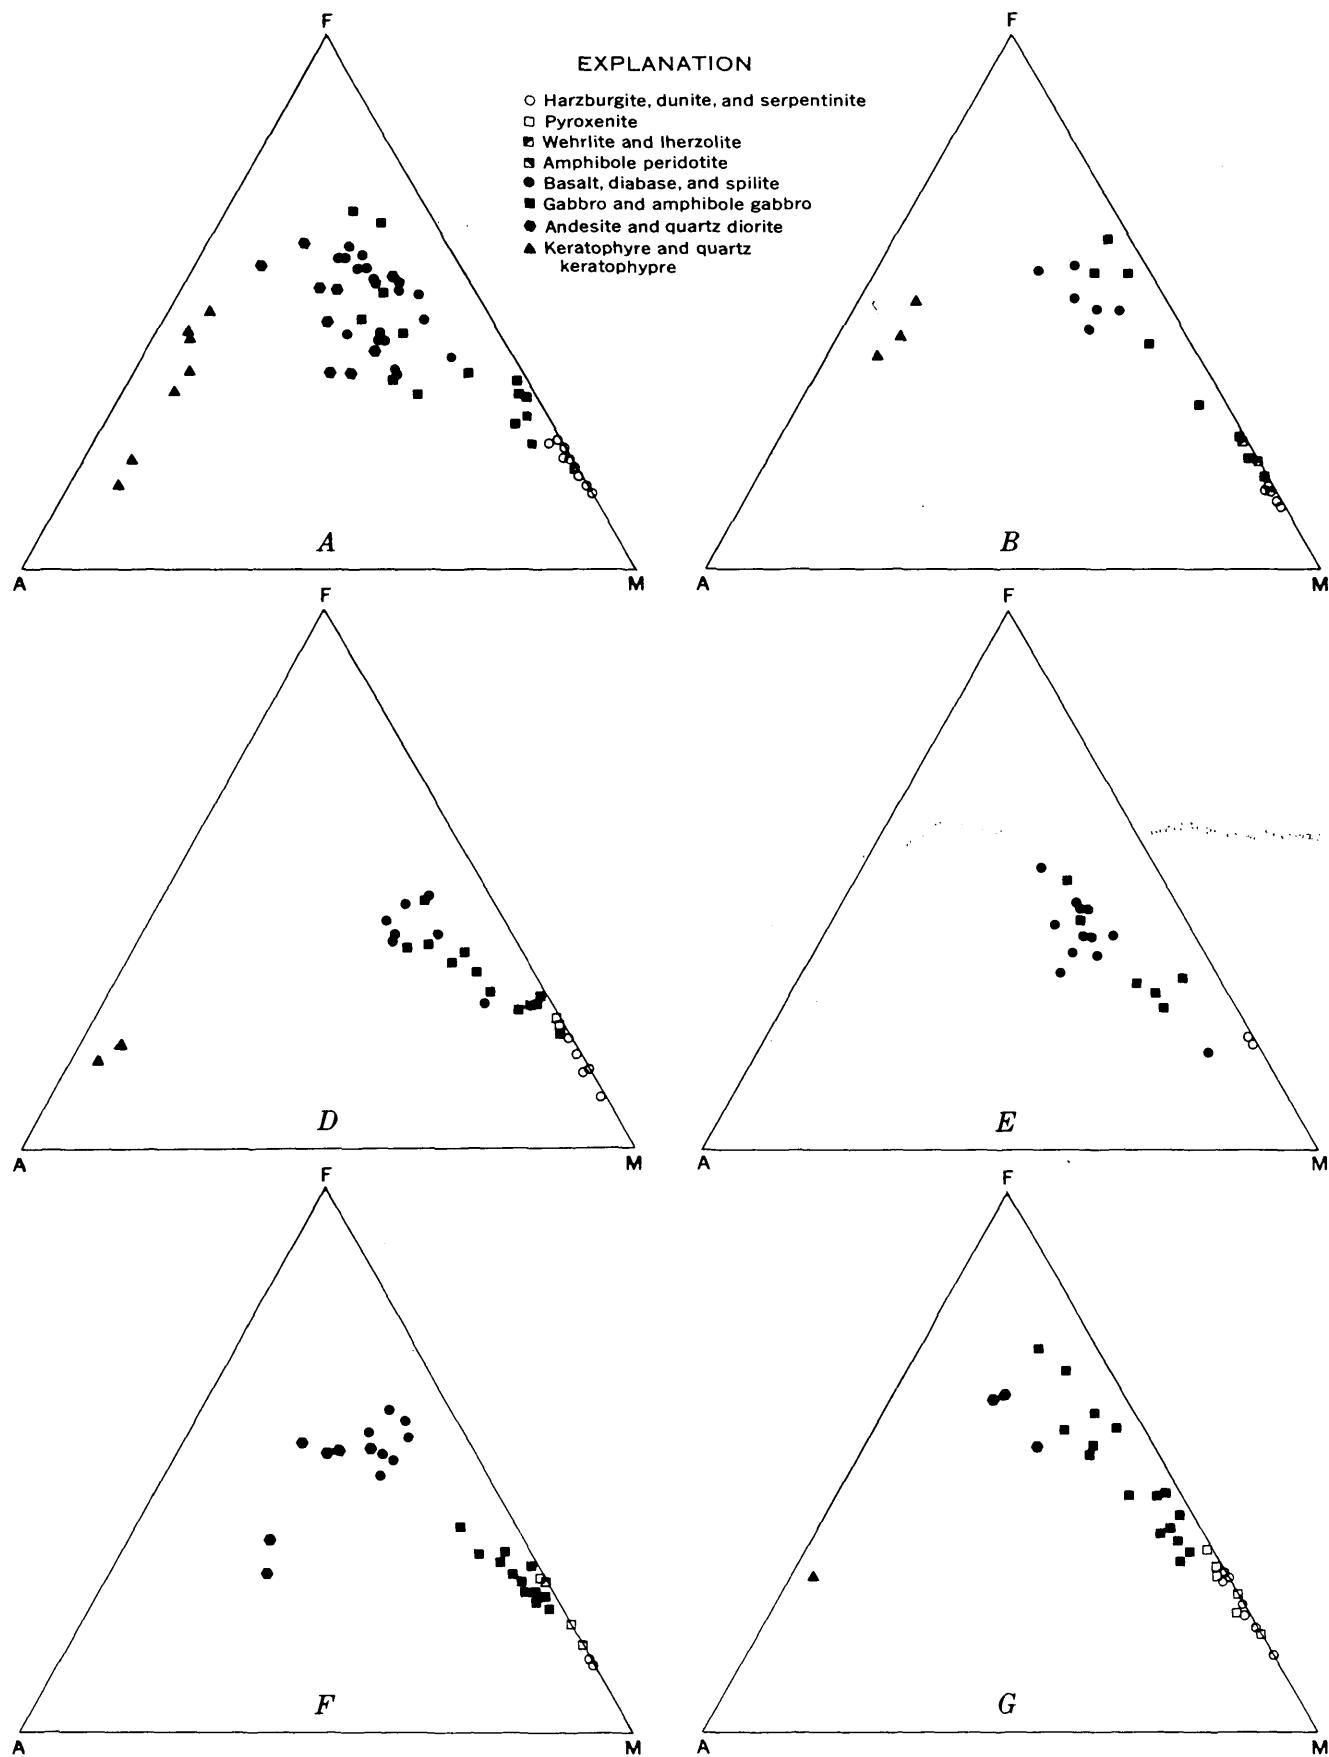 F
F
EXPLANATION
Harzburgite, dunite, and serpentinite
Pyroxenite
Wehrlite and lherzolite
Amphibole peridotite
Basalt, diabase, and spilite
Gabbro and amphibole gabbro
Andesite and quartz diorite
Keratophyre and quartz
keratophypre
A
B
A
M
A
M
F
F
D
E
A
M
A
M
F
F
F
G
A
M
A
M